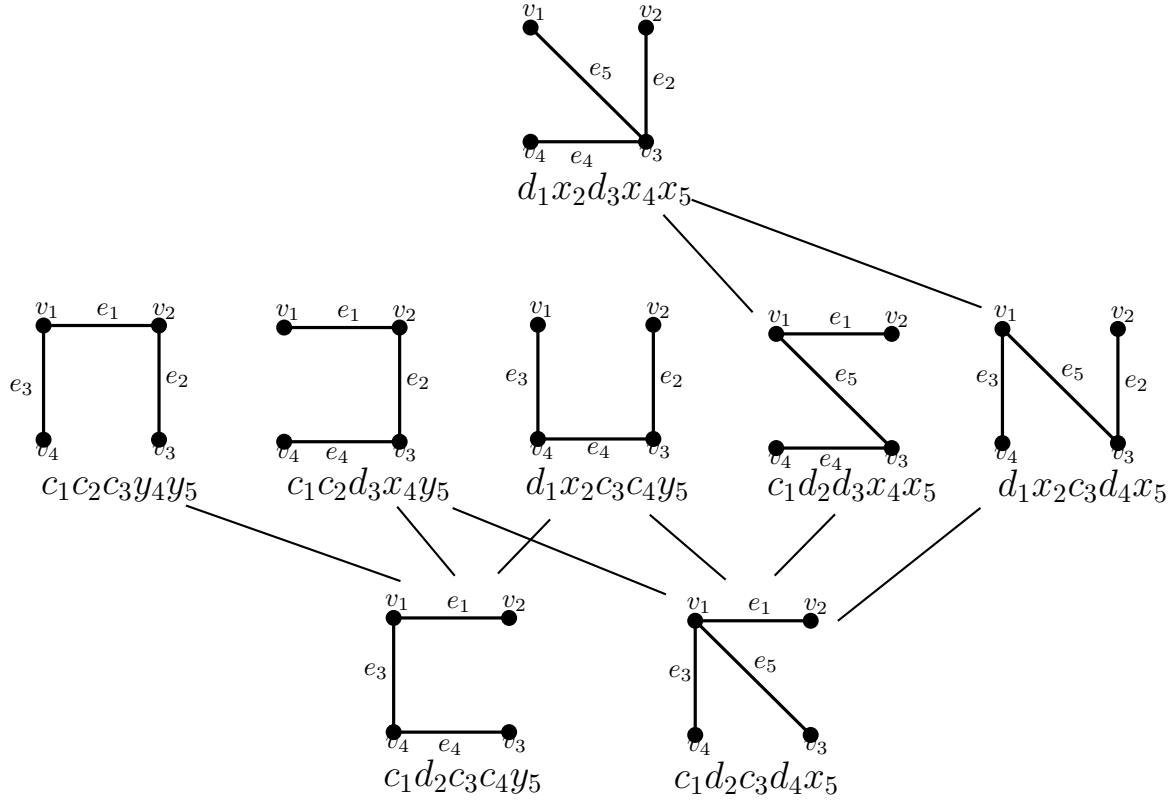 v₁ v₂
e₅ e₂
v₄ e₄ v₃
d₁x₂d₃x₄x₅
v₁ e₁ v₂
e₃ e₂
v₄ v₃
c₁c₂c₃y₄y₅
v₁ e₁ v₂
e₂
v₄ e₄ v₃
c₁c₂d₃x₄y₅
v₁ v₂
e₃ e₂
v₄ e₄ v₃
d₁x₂c₃c₄y₅
v₁ e₁ v₂
e₅
v₄ e₄ v₃
c₁d₂d₃x₄x₅
v₁ v₂
e₃ e₅ e₂
v₄ v₃
d₁x₂c₃d₄x₅
v₁ e₁ v₂
e₃
v₄ e₄ v₃
c₁d₂c₃c₄y₅
v₁ e₁ v₂
e₃ e₅
v₄ v₃
c₁d₂c₃d₄x₅